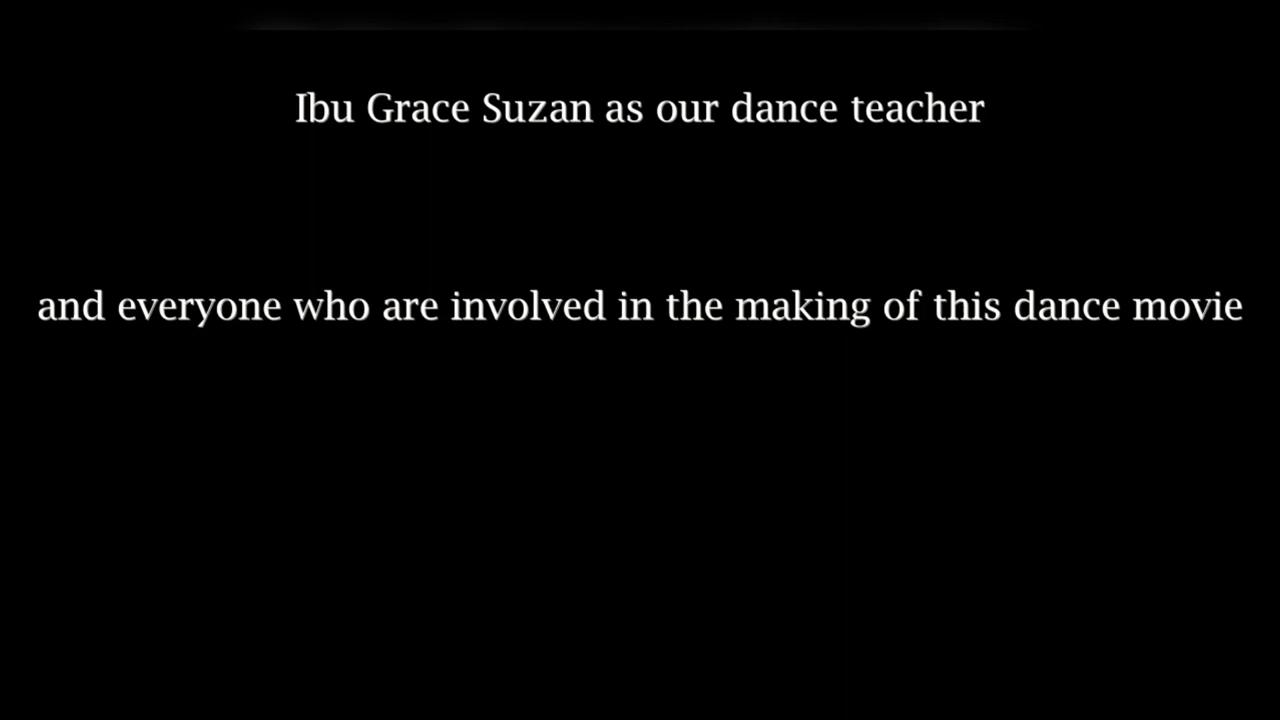 Ibu Grace Suzan as our dance teacher
and everyone who are involved in the making of this dance movie